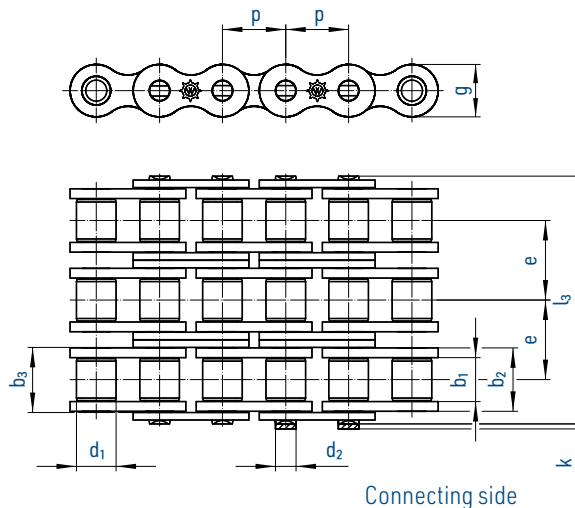 p p
g
e
l₃
e
b₃
b₁
b₂
d₁
d₂
k
Connecting side